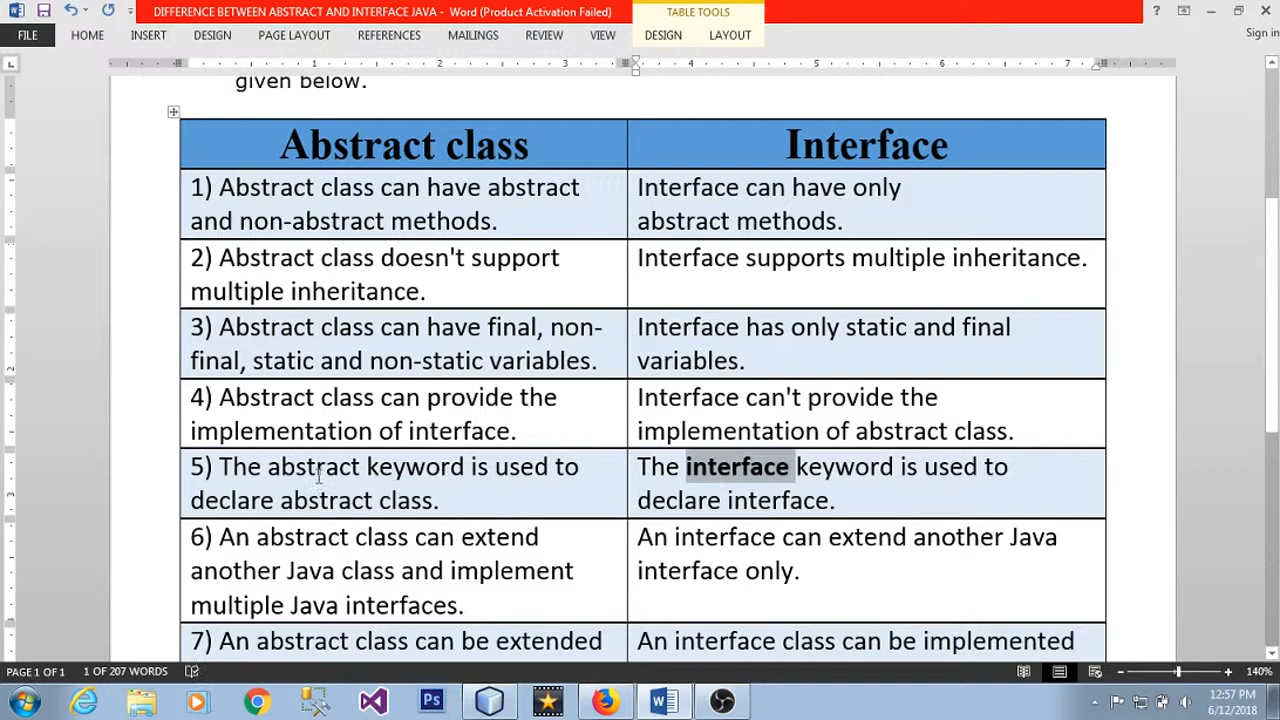 DIFFERENCE BETWEEN ABSTRACT AND INTERFACE JAVA - Word (Product Activation Failed)
TABLE TOOLS
?
FILE HOME INSERT DESIGN PAGE LAYOUT REFERENCES MAILINGS REVIEW VIEW DESIGN LAYOUT
Sign in
1 2 3 4 5 6 7
given below.
Abstract class Interface
1) Abstract class can have abstract
and non-abstract methods.
Interface can have only
abstract methods.
2) Abstract class doesn't support
multiple inheritance.
Interface supports multiple inheritance.
3) Abstract class can have final, non-
final, static and non-static variables.
Interface has only static and final
variables.
4) Abstract class can provide the
implementation of interface.
Interface can't provide the
implementation of abstract class.
5) The abstract keyword is used to
declare abstract class.
The interface keyword is used to
declare interface.
6) An abstract class can extend
another Java class and implement
multiple Java interfaces.
An interface can extend another Java
interface only.
7) An abstract class can be extended
An interface class can be implemented
PAGE 1 OF 1 1 OF 207 WORDS
140%
Ps
12:57 PM
6/12/2018